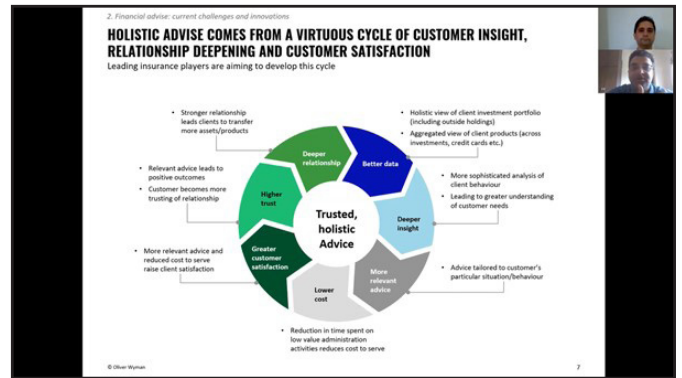 2. Financial advise: current challenges and innovations
HOLISTIC ADVISE COMES FROM A VIRTUOUS CYCLE OF CUSTOMER INSIGHT,
RELATIONSHIP DEEPENING AND CUSTOMER SATISFACTION
Leading insurance players are aiming to develop this cycle
• Stronger relationship
leads clients to transfer
more assets/products
• Holistic view of client investment portfolio
(including outside holdings)
• Aggregated view of client products (across
investments, credit cards etc.)
Deeper
relationship
Better data
• Relevant advice leads to
positive outcomes
• Customer becomes more
trusting of relationship
Higher
trust
Trusted,
holistic
Advice
Deeper
insight
• More sophisticated analysis of
client behaviour
• Leading to greater understanding
of customer needs
• More relevant advice and
reduced cost to serve
raise client satisfaction
Greater
customer
satisfaction
Lower
cost
More
relevant
advice
• Advice tailored to customer's
particular situation/behaviour
• Reduction in time spent on
low value administration
activities reduces cost to serve
© Oliver Wyman
7